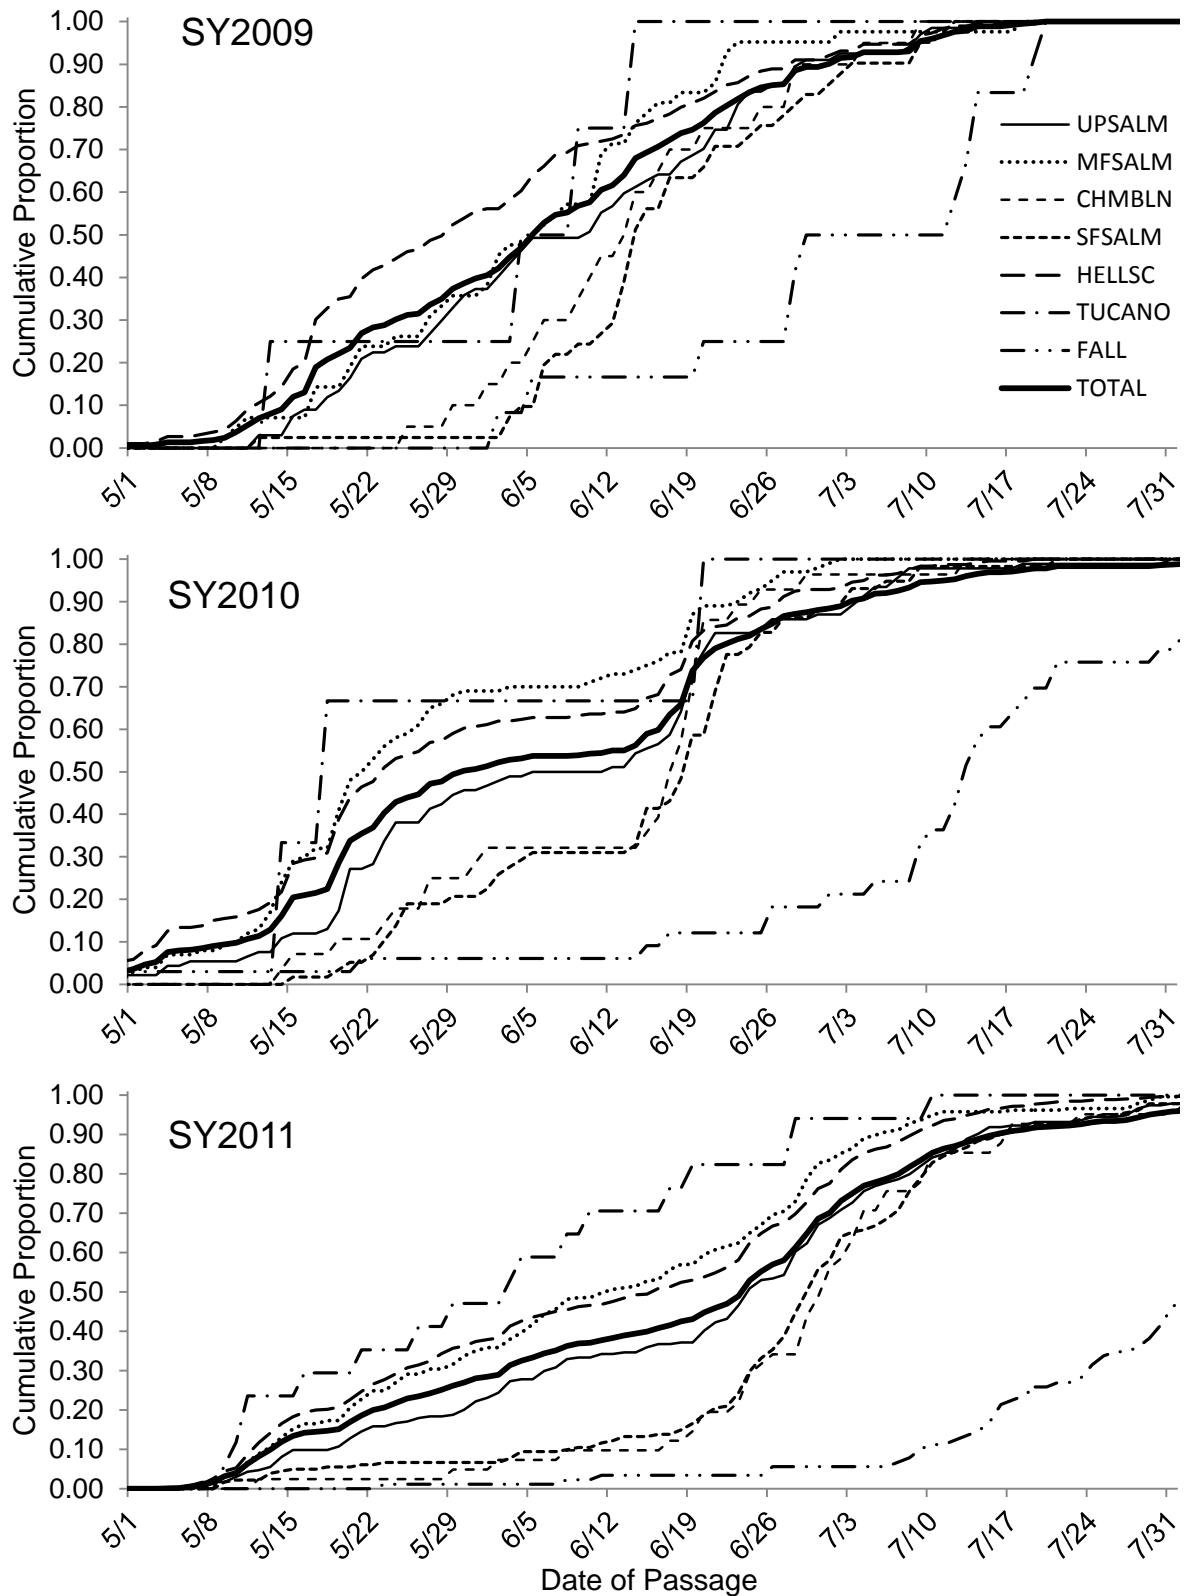 SY2009
Cumulative Proportion
1.00
0.90
0.80
0.70
0.60
0.50
0.40
0.30
0.20
0.10
0.00
UPSALM
MFSALM
CHMBLN
SFSALM
HELLSC
TUCANO
FALL
TOTAL
5/1 5/8 5/15 5/22 5/29 6/5 6/12 6/19 6/26 7/3 7/10 7/17 7/24 7/31
SY2010
Cumulative Proportion
1.00
0.90
0.80
0.70
0.60
0.50
0.40
0.30
0.20
0.10
0.00
5/1 5/8 5/15 5/22 5/29 6/5 6/12 6/19 6/26 7/3 7/10 7/17 7/24 7/31
SY2011
Cumulative Proportion
1.00
0.90
0.80
0.70
0.60
0.50
0.40
0.30
0.20
0.10
0.00
5/1 5/8 5/15 5/22 5/29 6/5 6/12 6/19 6/26 7/3 7/10 7/17 7/24 7/31
Date of Passage